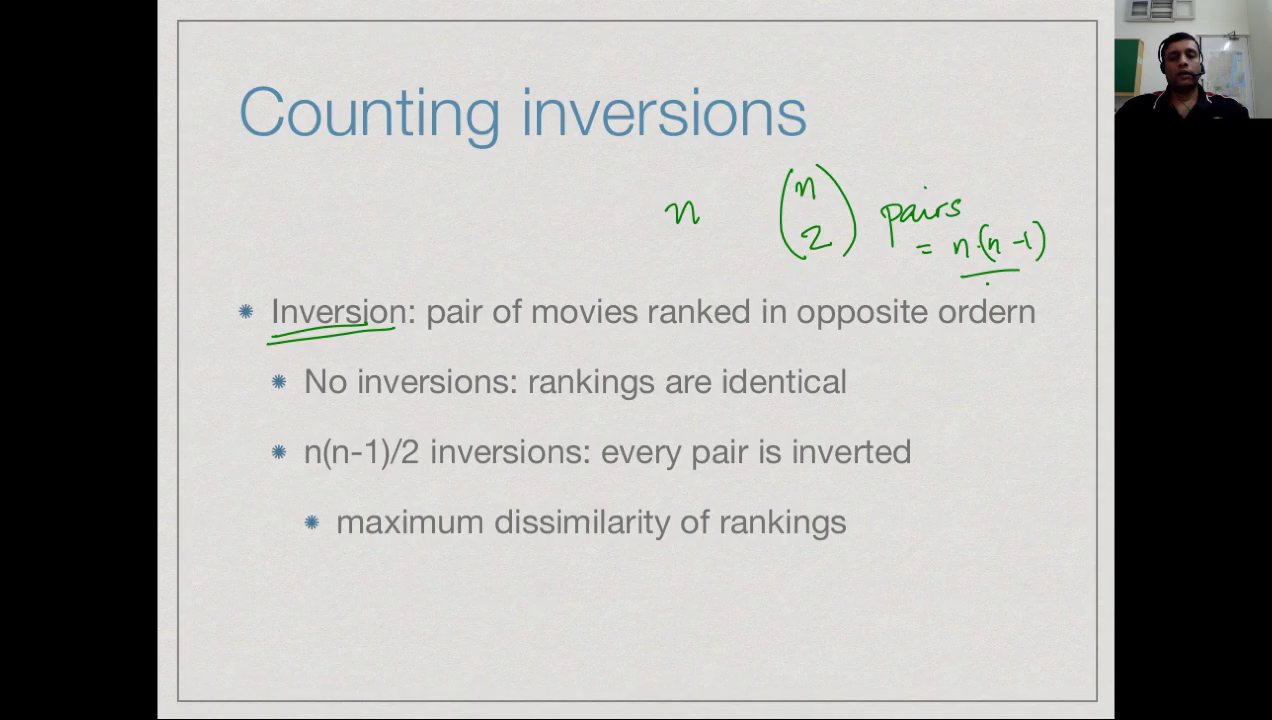 Counting inversions
n (n 2) pairs
= n·(n-1)
Inversion: pair of movies ranked in opposite ordern
No inversions: rankings are identical
n(n-1)/2 inversions: every pair is inverted
maximum dissimilarity of rankings